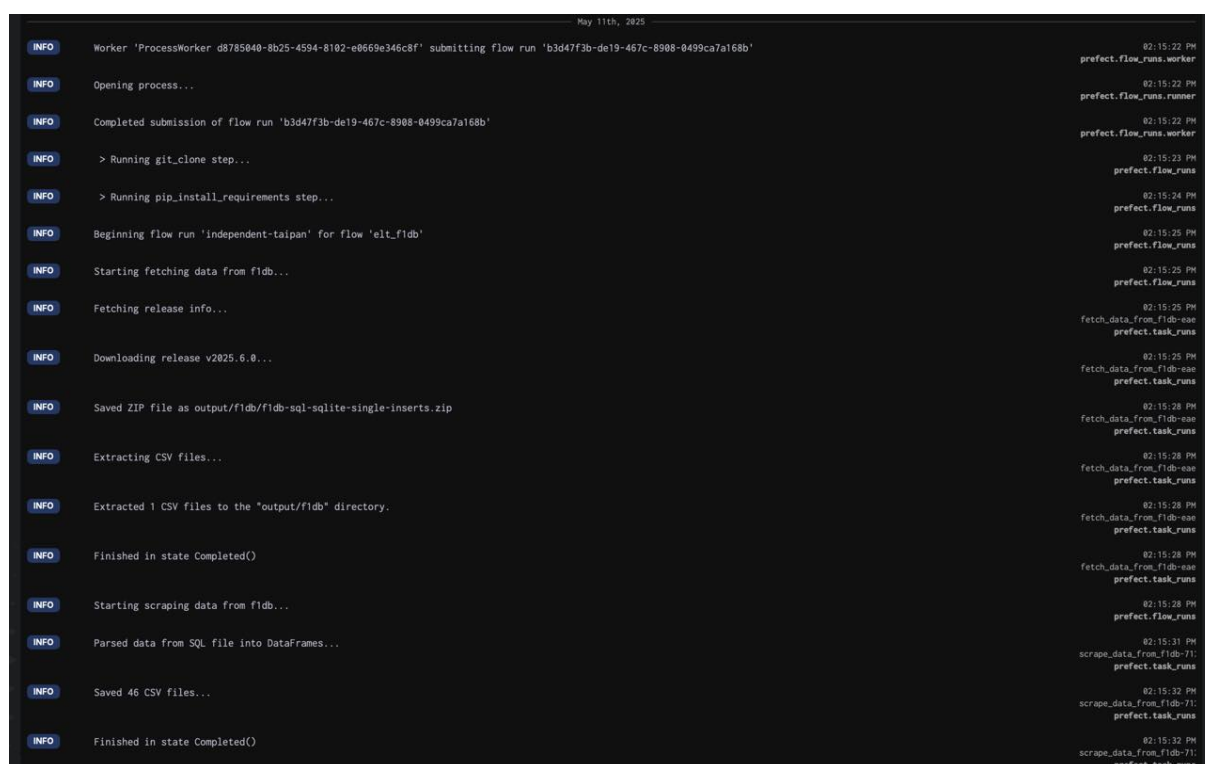 May 11th, 2025
INFO Worker 'ProcessWorker d8785040-8b25-4594-8102-e0669e346c8f' submitting flow run 'b3d47f3b-de19-467c-8908-0499ca7a168b' 02:15:22 PM
prefect.flow_runs.worker
INFO Opening process... 02:15:22 PM
prefect.flow_runs.runner
INFO Completed submission of flow run 'b3d47f3b-de19-467c-8908-0499ca7a168b' 02:15:22 PM
prefect.flow_runs.worker
INFO > Running git_clone step... 02:15:23 PM
prefect.flow_runs
INFO > Running pip_install_requirements step... 02:15:24 PM
prefect.flow_runs
INFO Beginning flow run 'independent-taipan' for flow 'elt_f1db' 02:15:25 PM
prefect.flow_runs
INFO Starting fetching data from f1db... 02:15:25 PM
prefect.flow_runs
INFO Fetching release info... 02:15:25 PM
fetch_data_from_f1db-eae
prefect.task_runs
INFO Downloading release v2025.6.0... 02:15:25 PM
fetch_data_from_f1db-eae
prefect.task_runs
INFO Saved ZIP file as output/f1db/f1db-sql-sqlite-single-inserts.zip 02:15:28 PM
fetch_data_from_f1db-eae
prefect.task_runs
INFO Extracting CSV files... 02:15:28 PM
fetch_data_from_f1db-eae
prefect.task_runs
INFO Extracted 1 CSV files to the "output/f1db" directory. 02:15:28 PM
fetch_data_from_f1db-eae
prefect.task_runs
INFO Finished in state Completed() 02:15:28 PM
fetch_data_from_f1db-eae
prefect.task_runs
INFO Starting scraping data from f1db... 02:15:28 PM
prefect.flow_runs
INFO Parsed data from SQL file into DataFrames... 02:15:31 PM
scrape_data_from_f1db-71
prefect.task_runs
INFO Saved 46 CSV files... 02:15:32 PM
scrape_data_from_f1db-71
prefect.task_runs
INFO Finished in state Completed() 02:15:32 PM
scrape_data_from_f1db-71